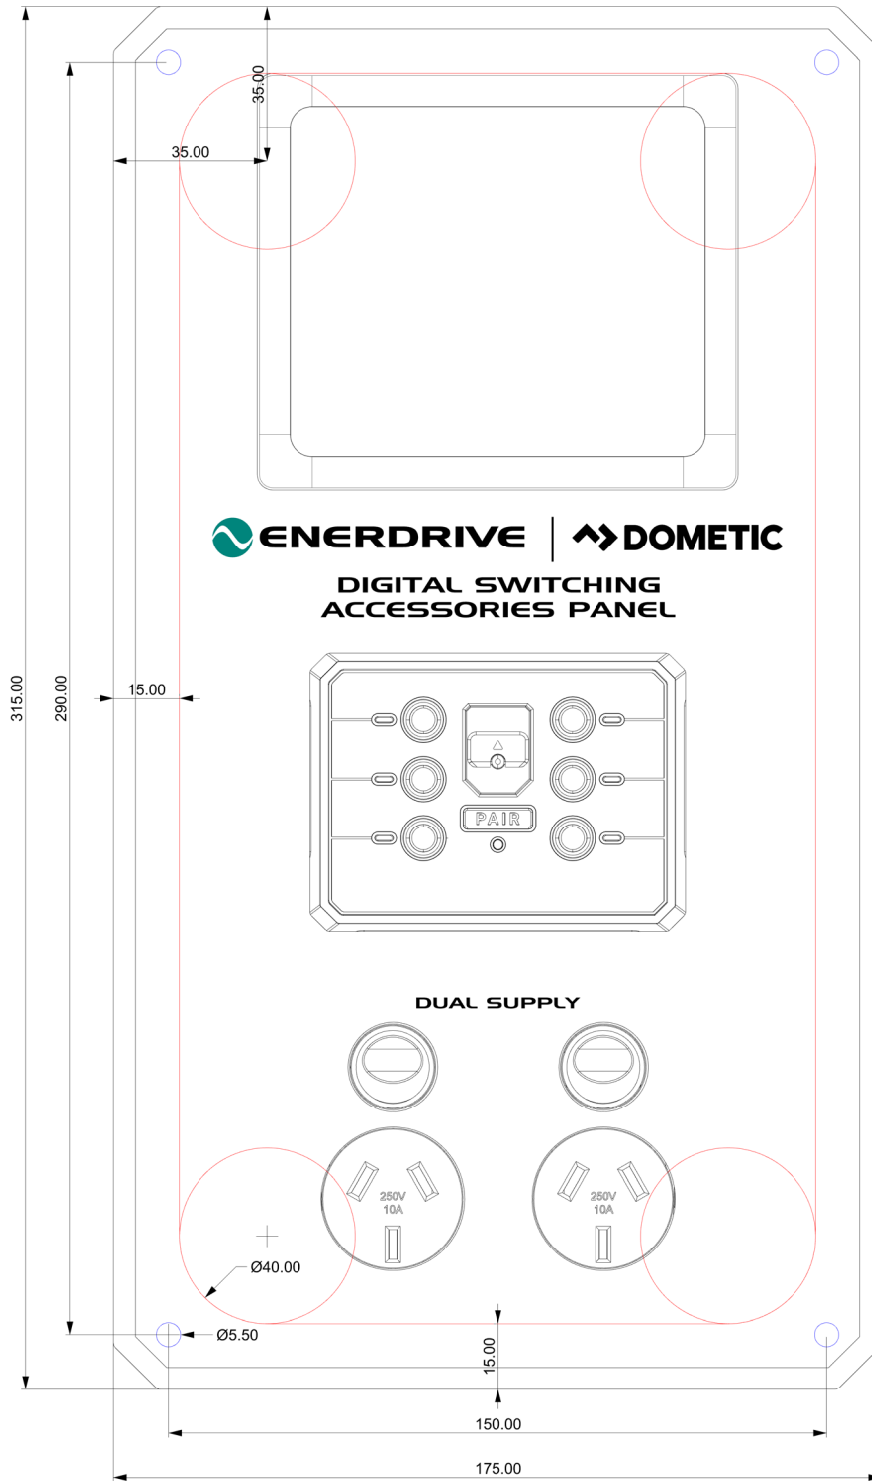 35.00
35.00
ENERDRIVE | DOMETIC
DIGITAL SWITCHING
ACCESSORIES PANEL
315.00
290.00
15.00
PAIR
DUAL SUPPLY
250V
10A
250V
10A
Ø40.00
Ø5.50
15.00
150.00
175.00